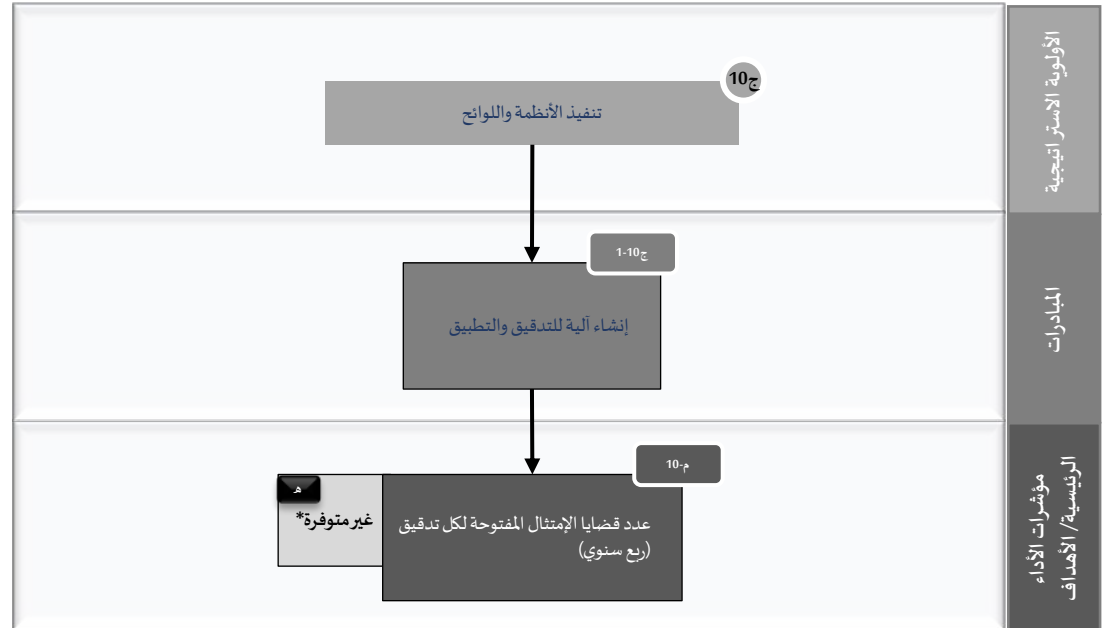 الأولوية الاستراتيجية
ج10
تنفيذ الأنظمة واللوائح
المبادرات
ج10-1
إنشاء آلية للتدقيق والتطبيق
مؤشرات الأداء
الرئيسية/ الأهداف
م-10
عدد قضايا الإمتثال المفتوحة لكل تدقيق
(ربع سنوي)
هـ
غير متوفرة*